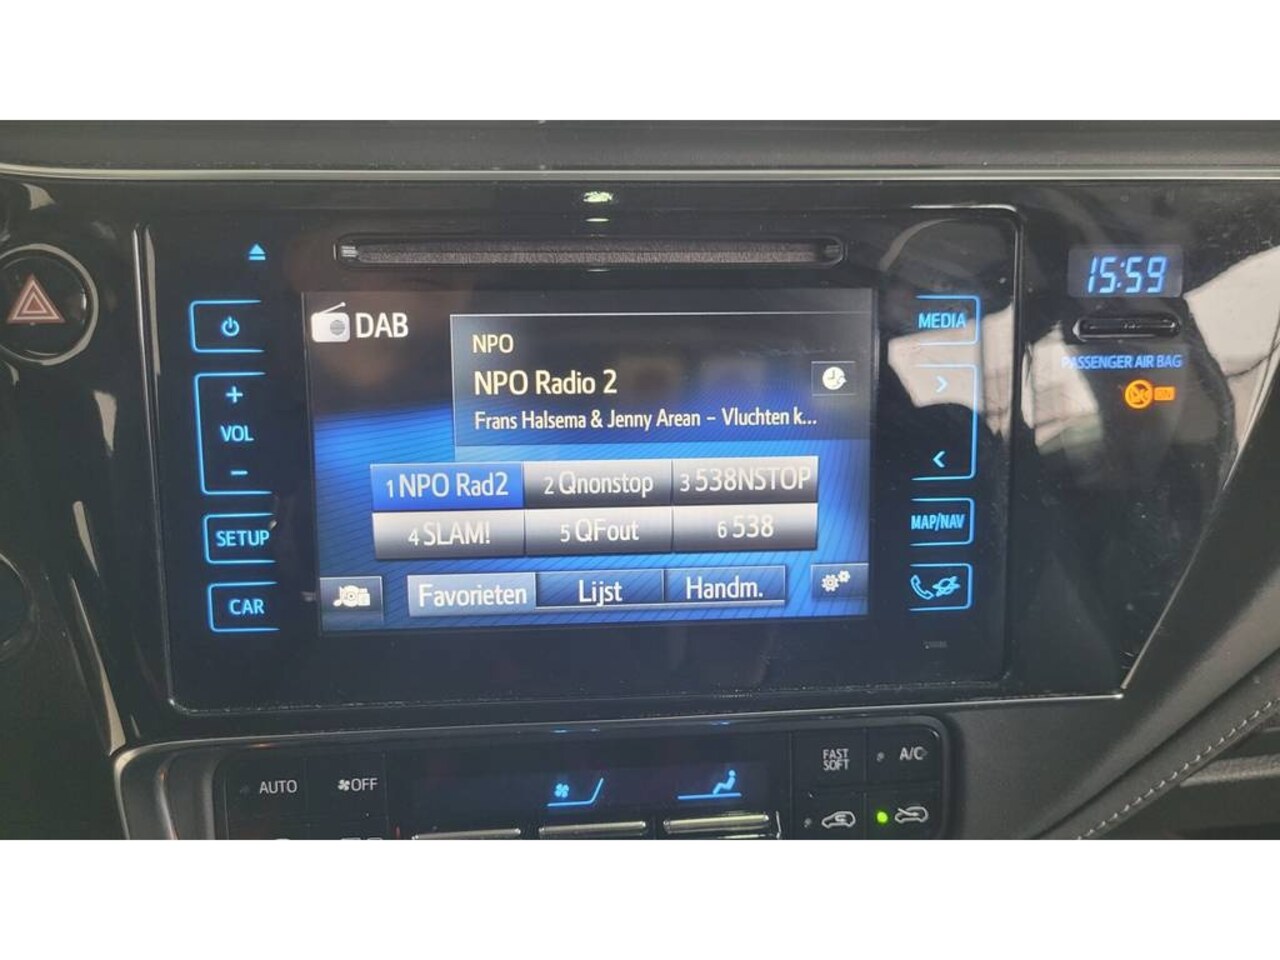 DAB
NPO
NPO Radio 2
Frans Halsema & Jenny Arean – Vluchten k...
1 NPO Rad2
2 Qnonstop
3 538NSTOP
4 SLAM!
5 QFout
6 538
Favorieten
Lijst
Handm.
+
VOL
−
SETUP
CAR
MEDIA
>
<
MAP/NAV
15:59
PASSENGER AIR BAG
AUTO
OFF
FAST
SOFT
A/C